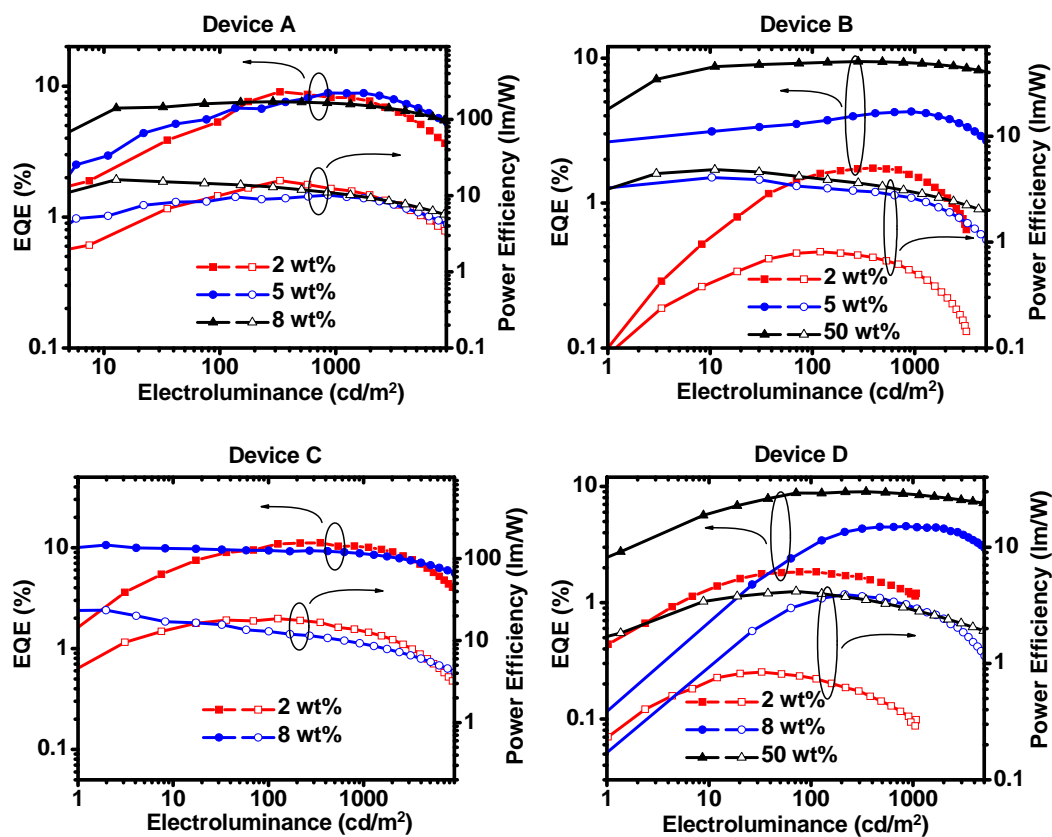 Device A
EQE (%)
10
1
0.1
2 wt%
5 wt%
8 wt%
100
10
1
0.1
Power Efficiency (lm/W)
10 100 1000
Electroluminance (cd/m²)
Device B
EQE (%)
10
1
0.1
2 wt%
5 wt%
50 wt%
10
1
0.1
Power Efficiency (lm/W)
1 10 100 1000
Electroluminance (cd/m²)
Device C
EQE (%)
10
1
0.1
2 wt%
8 wt%
100
10
1
Power Efficiency (lm/W)
1 10 100 1000
Electroluminance (cd/m²)
Device D
EQE (%)
10
1
0.1
2 wt%
8 wt%
50 wt%
10
1
0.1
Power Efficiency (lm/W)
1 10 100 1000
Electroluminance (cd/m²)